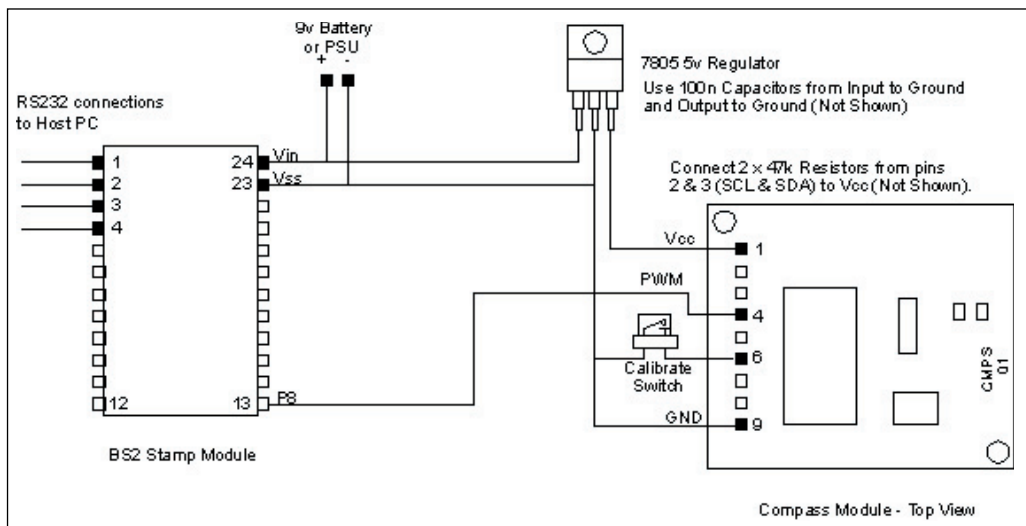 9v Battery
or PSU
+ -
7805 5v Regulator
Use 100n Capacitors from Input to Ground
and Output to Ground (Not Shown)
RS232 connections
to Host PC
1
2
3
4
12
24
23
13
Vin
Vss
P8
BS2 Stamp Module
Connect 2 x 47k Resistors from pins
2 & 3 (SCL & SDA) to Vcc (Not Shown).
Vcc
PWM
Calibrate
Switch
GND
1
4
6
9
CMPS
01
Compass Module - Top View